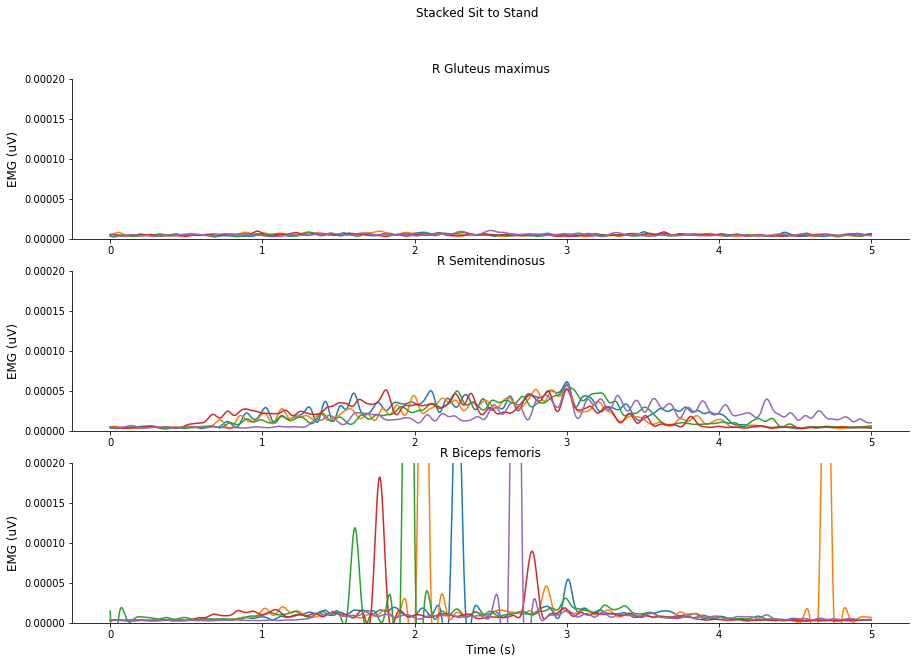 Stacked Sit to Stand
R Gluteus maximus
EMG (uV)
0.00020
0.00015
0.00010
0.00005
0.00000
0 1 2 3 4 5
R Semitendinosus
EMG (uV)
0.00020
0.00015
0.00010
0.00005
0.00000
0 1 2 3 4 5
R Biceps femoris
EMG (uV)
0.00020
0.00015
0.00010
0.00005
0.00000
0 1 2 3 4 5
Time (s)